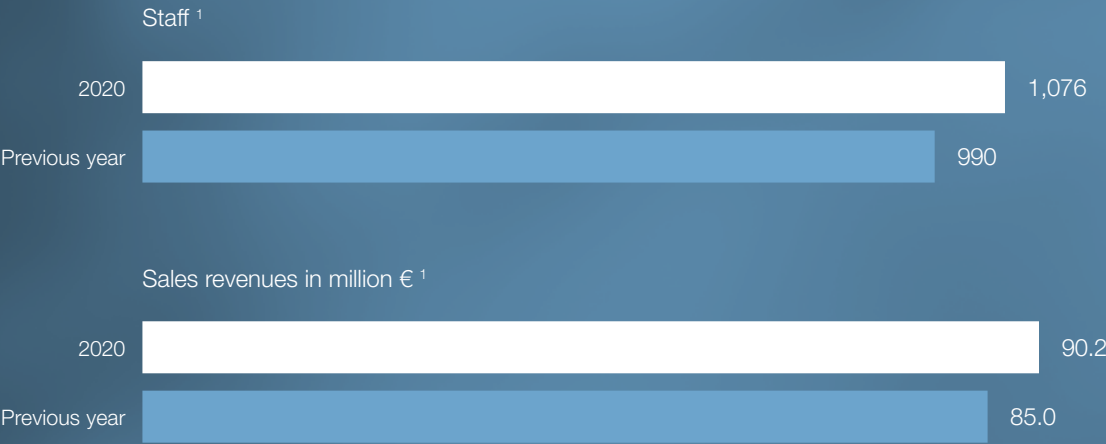 Staff 1
2020 1,076
Previous year 990
Sales revenues in million € 1
2020 90.2
Previous year 85.0